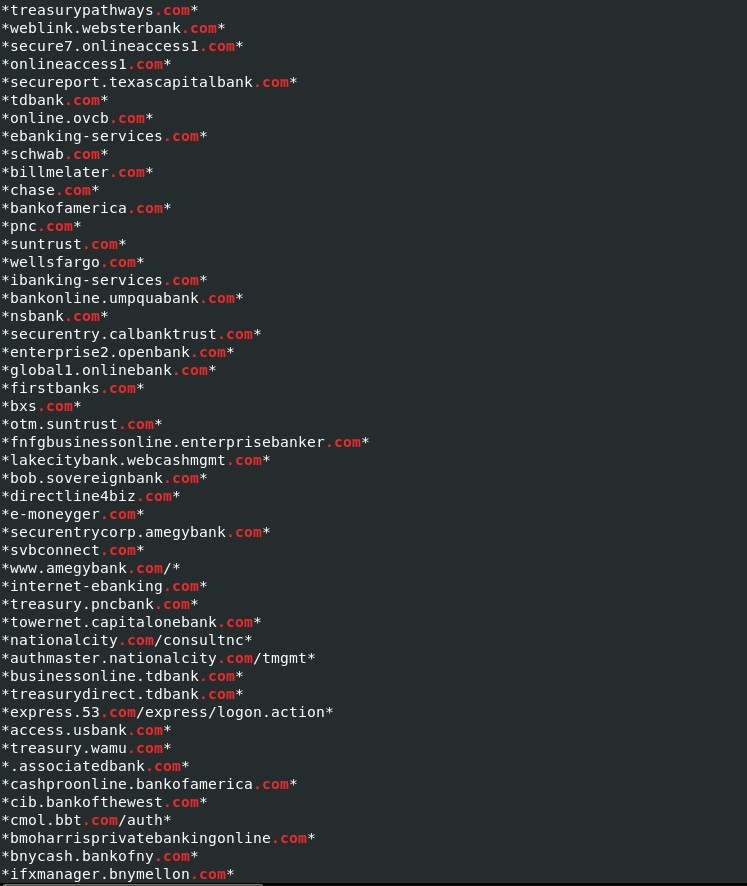 *treasurypathways.com*
*weblink.websterbank.com*
*secure7.onlineaccess1.com*
*onlineaccess1.com*
*secureport.texascapitalbank.com*
*tdbank.com*
*online.ovcb.com*
*ebanking-services.com*
*schwab.com*
*billmelater.com*
*chase.com*
*bankofamerica.com*
*pnc.com*
*suntrust.com*
*wellsfargo.com*
*ibanking-services.com*
*bankonline.umpquabank.com*
*nsbank.com*
*securentry.calbanktrust.com*
*enterprise2.openbank.com*
*global1.onlinebank.com*
*firstbanks.com*
*bxs.com*
*otm.suntrust.com*
*fnfgbusinessonline.enterprisebanker.com*
*lakecitybank.webcashmgmt.com*
*bob.sovereignbank.com*
*directline4biz.com*
*e-moneyger.com*
*securentrycorp.amegybank.com*
*svbconnect.com*
*www.amegybank.com/*
*internet-ebanking.com*
*treasury.pncbank.com*
*towernet.capitalonebank.com*
*nationalcity.com/consultnc*
*authmaster.nationalcity.com/tmgmt*
*businessonline.tdbank.com*
*treasurydirect.tdbank.com*
*express.53.com/express/logon.action*
*access.usbank.com*
*treasury.wamu.com*
*.associatedbank.com*
*cashproonline.bankofamerica.com*
*cib.bankofthewest.com*
*cmol.bbt.com/auth*
*bmoharrisprivatebankingonline.com*
*bnycash.bankofny.com*
*ifxmanager.bnymellon.com*